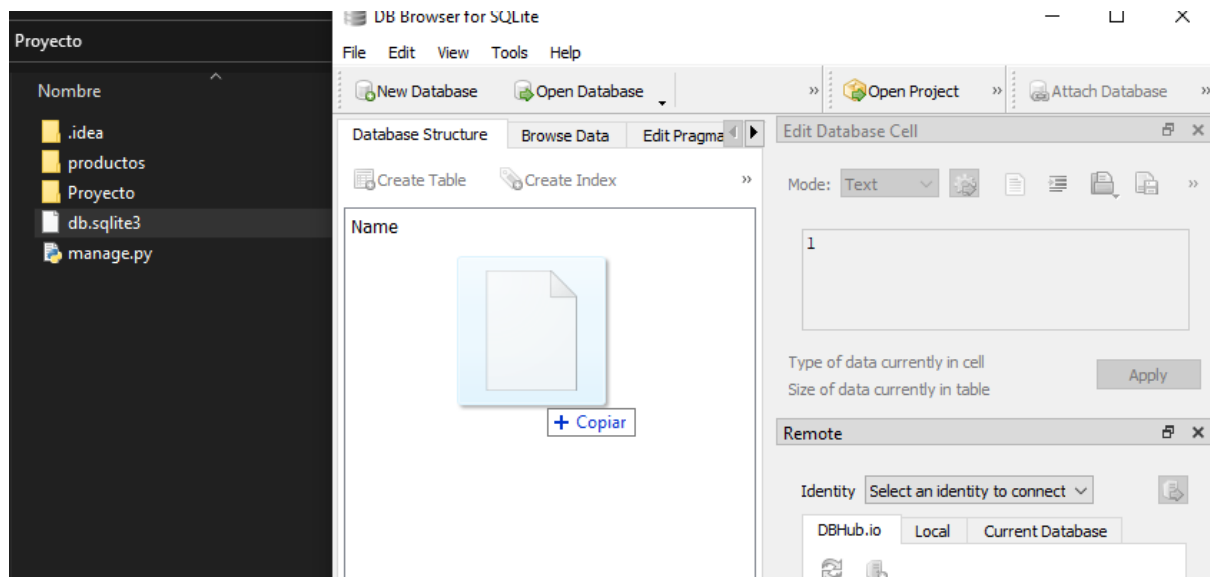 Proyecto
Nombre
.idea
productos
Proyecto
db.sqlite3
manage.py
DB Browser for SQLite
File Edit View Tools Help
New Database Open Database » Open Project » Attach Database »
Database Structure Browse Data Edit Pragma
Create Table Create Index »
Name
+ Copiar
Edit Database Cell
Mode: Text »
1
Type of data currently in cell
Size of data currently in table
Apply
Remote
Identity Select an identity to connect
DBHub.io Local Current Database